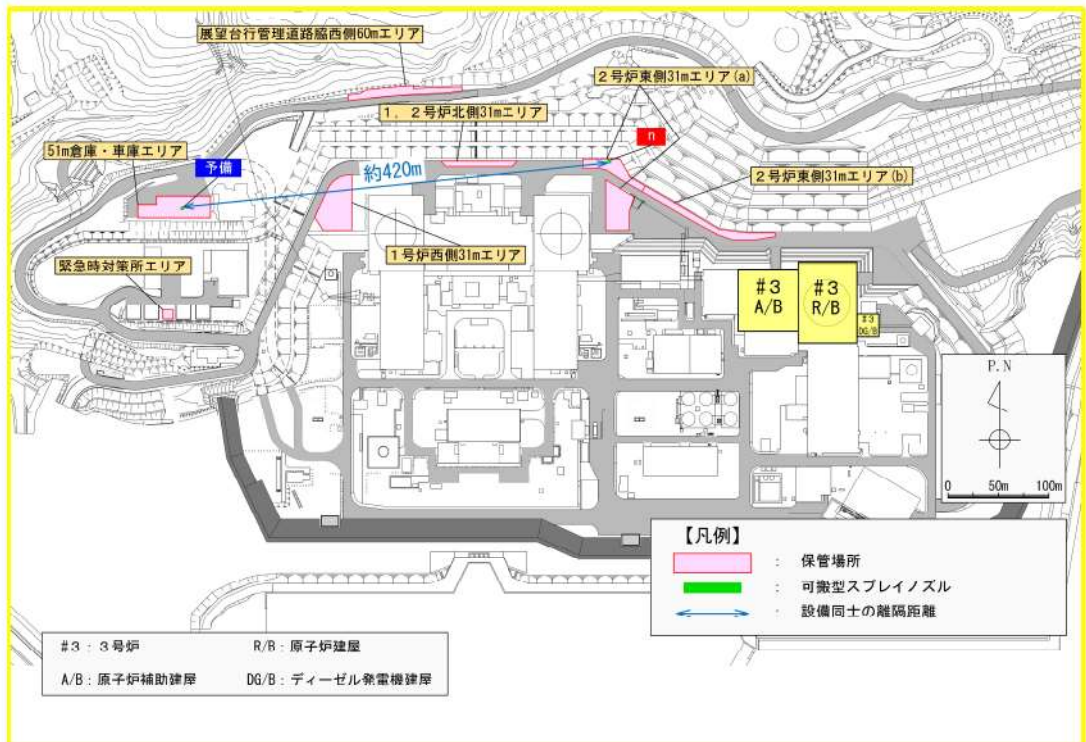 展望台行管理道路脇西側60mエリア
2号炉東側31mエリア(a)
1，2号炉北側31mエリア
n
51m倉庫・車庫エリア
予備
約420m
2号炉東側31mエリア(b)
1号炉西側31mエリア
緊急時対策所エリア
#3
A/B
#3
R/B
#3
DG/B
P.N
0 50m 100m
【凡例】
： 保管場所
： 可搬型スプレイノズル
： 設備同士の離隔距離
#3：3号炉 R/B：原子炉建屋
A/B：原子炉補助建屋 DG/B：ディーゼル発電機建屋